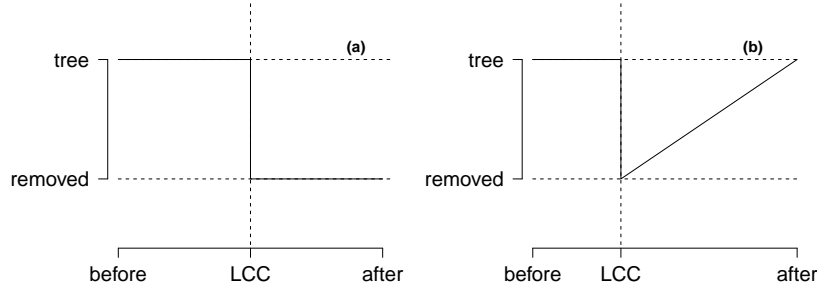 (a)
tree
removed
before LCC after
(b)
tree
removed
before LCC after